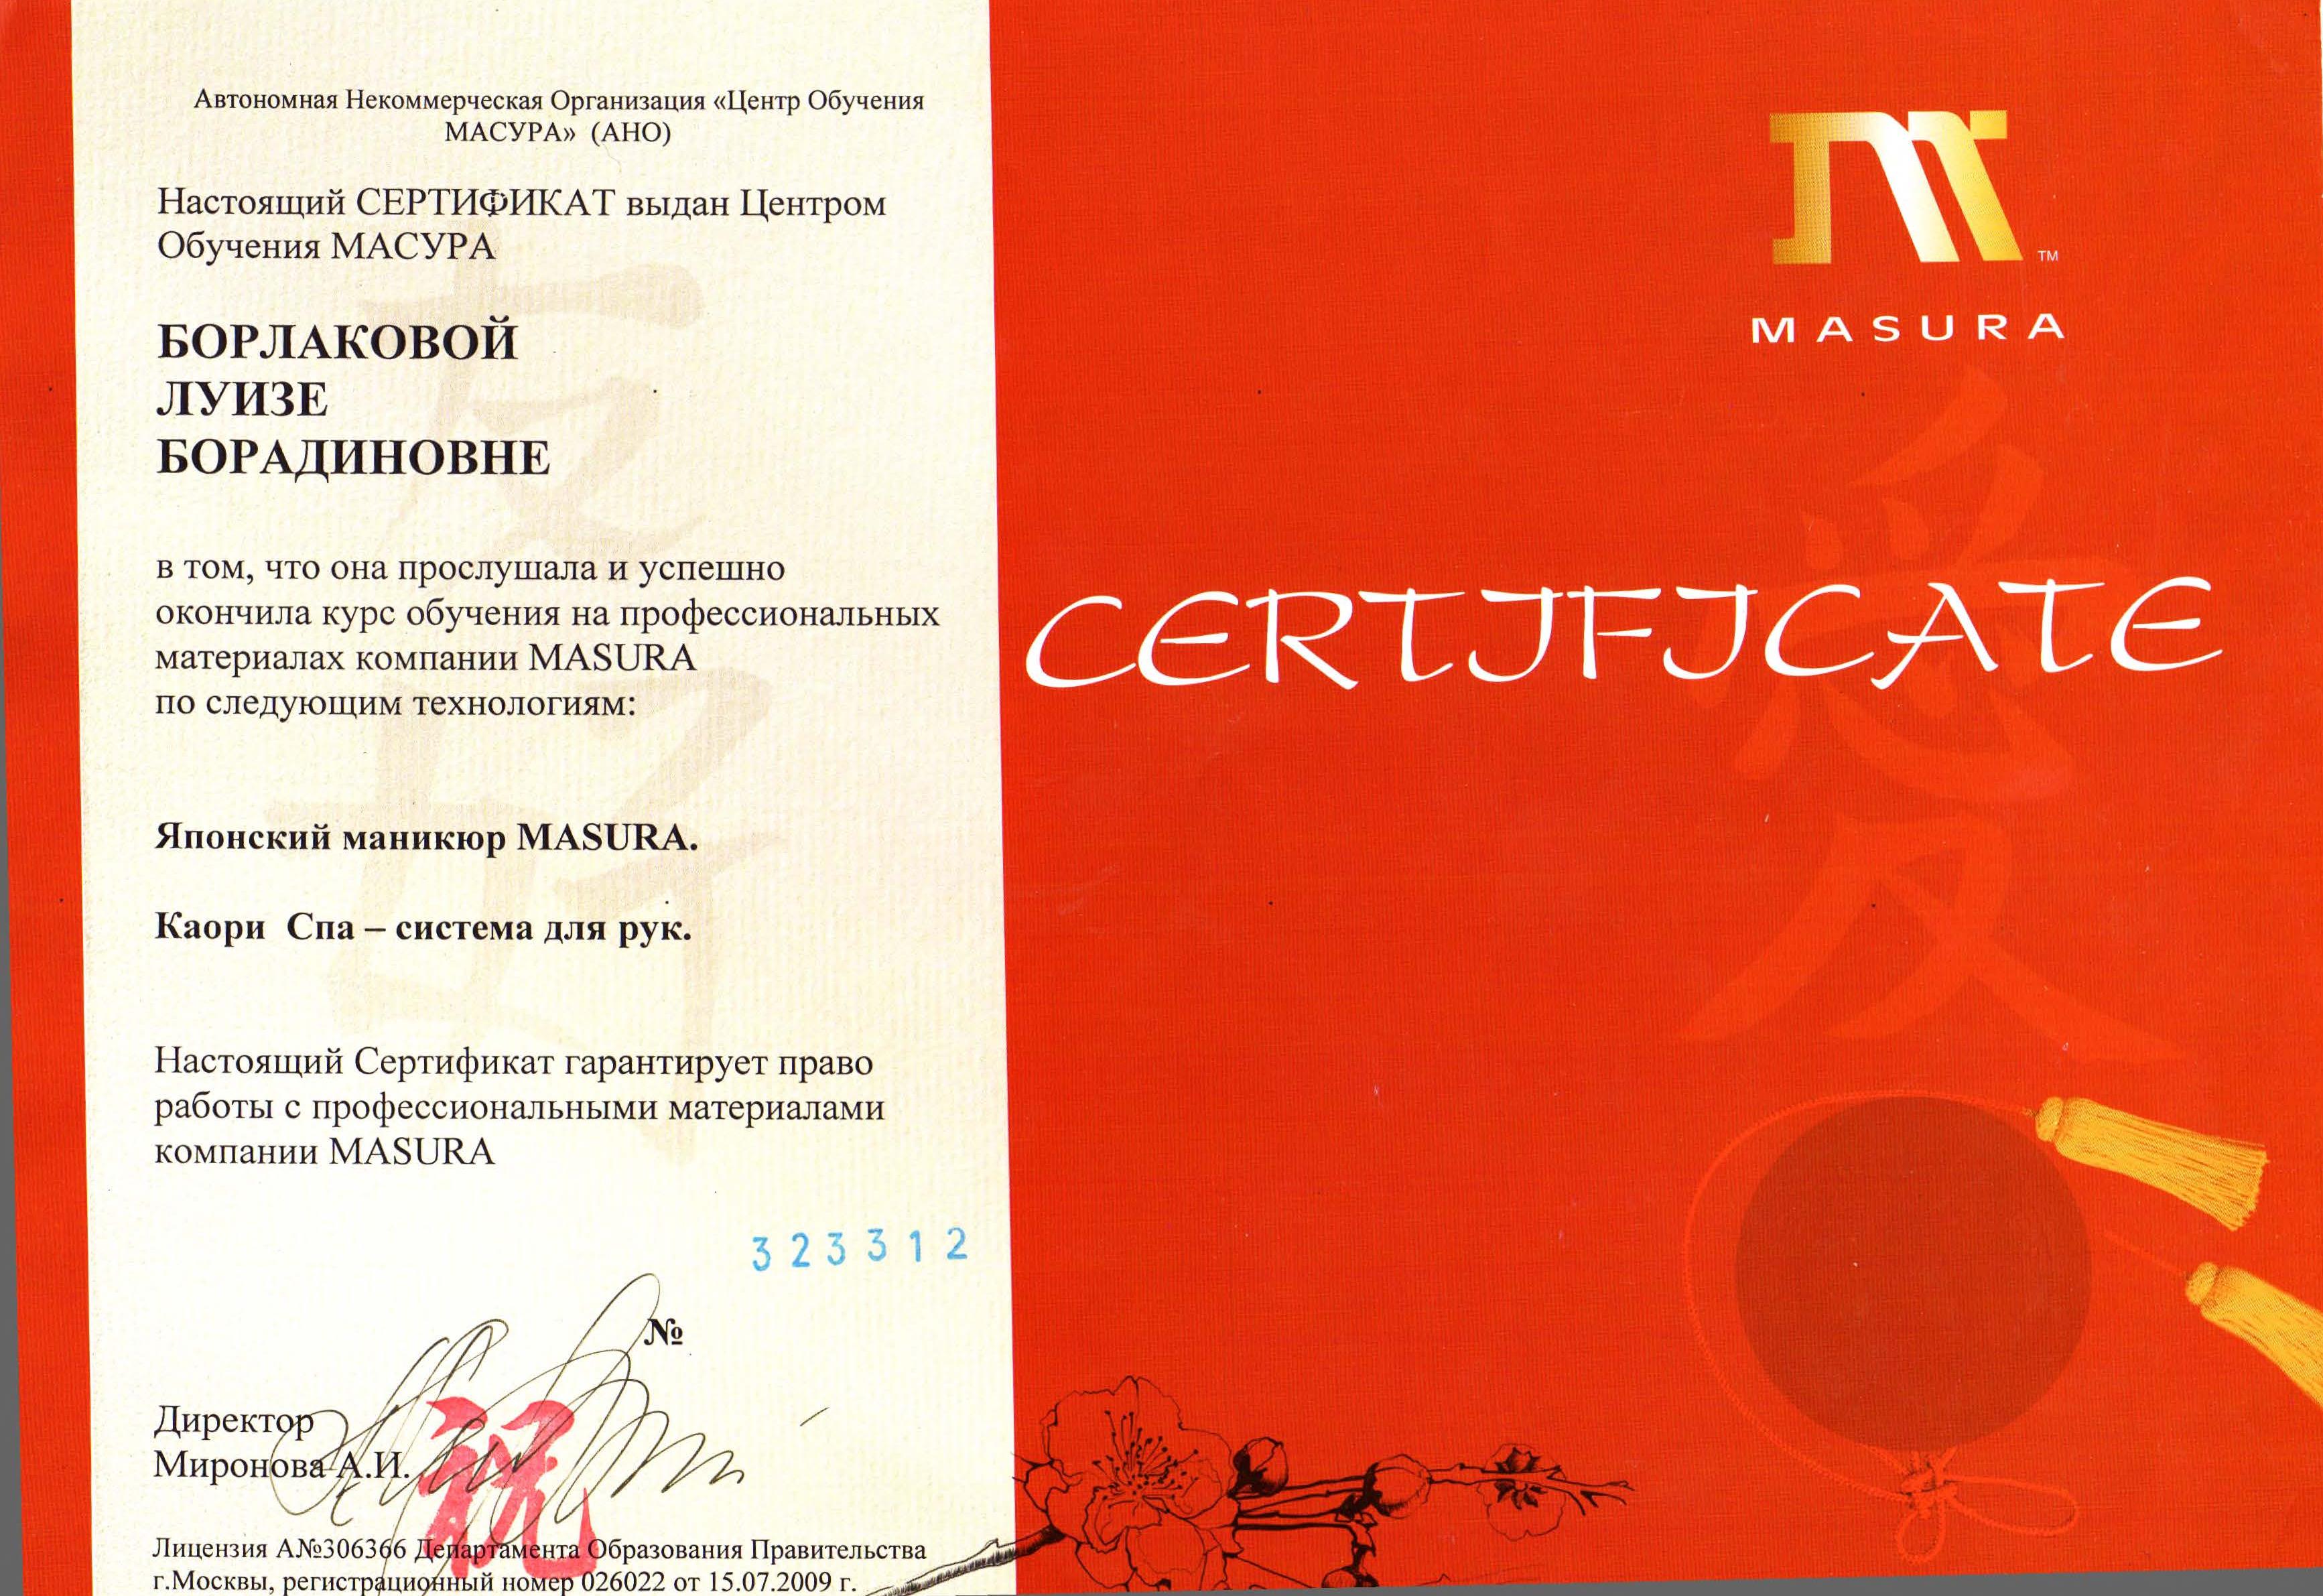 Автономная Некоммерческая Организация «Центр Обучения
МАСУРА» (АНО)
Настоящий СЕРТИФИКАТ выдан Центром
Обучения МАСУРА
БОРЛАКОВОЙ
ЛУИЗЕ
БОРАДИНОВНЕ
в том, что она прослушала и успешно
окончила курс обучения на профессиональных
материалах компании MASURA
по следующим технологиям:
Японский маникюр MASURA.
Каори Спа – система для рук.
Настоящий Сертификат гарантирует право
работы с профессиональными материалами
компании MASURA
323312
№
Директор
Миронова А.И.
Лицензия А№306366 Департамента Образования Правительства
г.Москвы, регистрационный номер 026022 от 15.07.2009 г.
TM
MASURA
CERTIFICATE
愛